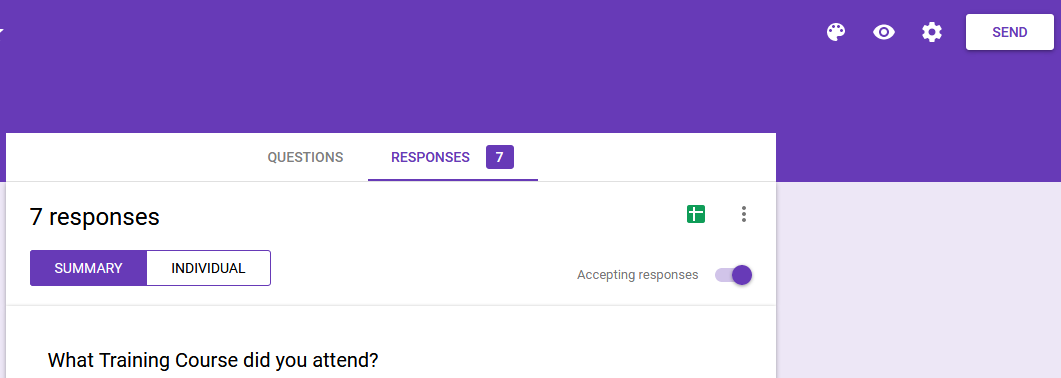 SEND
QUESTIONS RESPONSES 7
7 responses
SUMMARY INDIVIDUAL
Accepting responses
What Training Course did you attend?